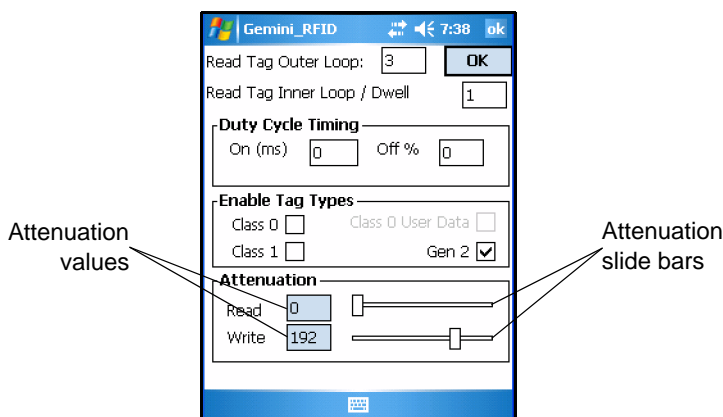 Gemini_RFID 7:38 ok
Read Tag Outer Loop: 3 OK
Read Tag Inner Loop / Dwell 1
Duty Cycle Timing
On (ms) 0 Off % 0
Enable Tag Types
Class 0 Class 0 User Data
Class 1 Gen 2
Attenuation
values
Attenuation
slide bars
Attenuation
Read 0
Write 192